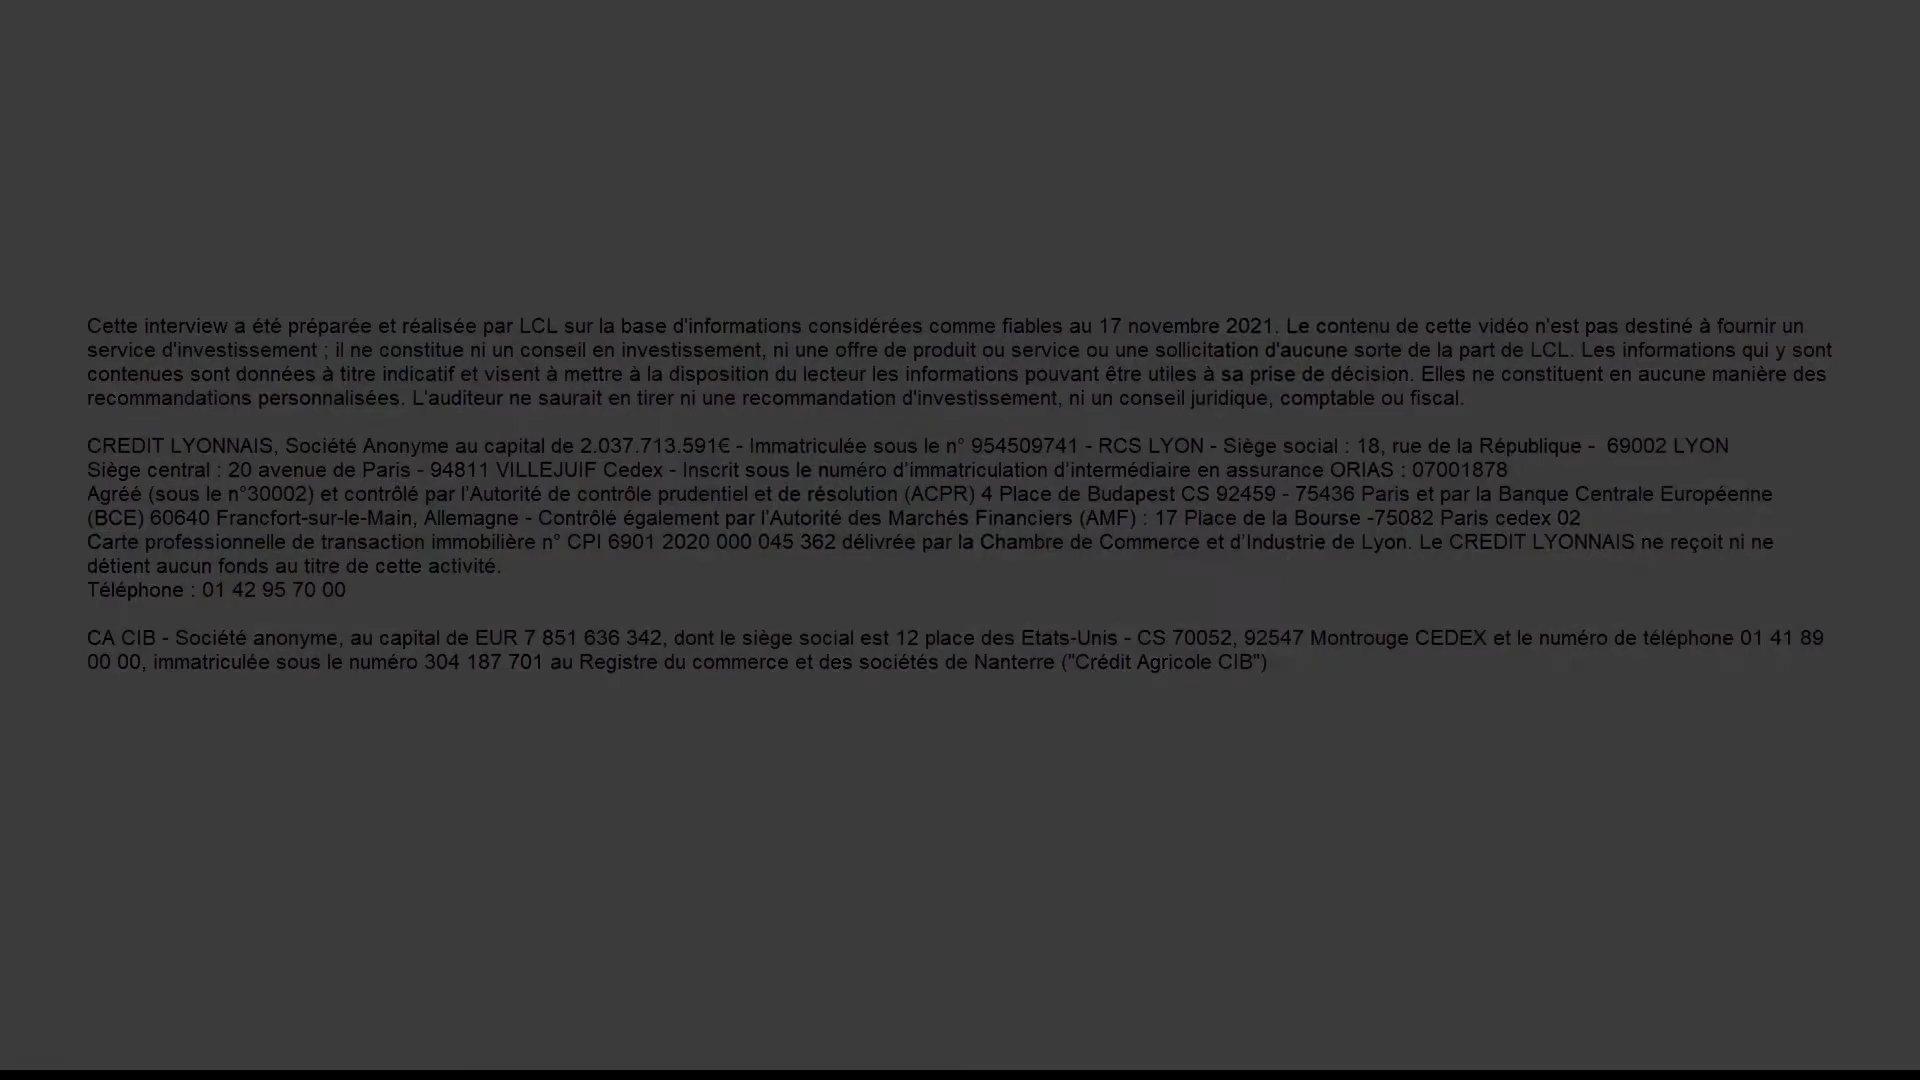 Cette interview a été préparée et réalisée par LCL sur la base d'informations considérées comme fiables au 17 novembre 2021. Le contenu de cette vidéo n'est pas destiné à fournir un
service d'investissement ; il ne constitue ni un conseil en investissement, ni une offre de produit ou service ou une sollicitation d'aucune sorte de la part de LCL. Les informations qui y sont
contenues sont données à titre indicatif et visent à mettre à la disposition du lecteur les informations pouvant être utiles à sa prise de décision. Elles ne constituent en aucune manière des
recommandations personnalisées. L'auditeur ne saurait en tirer ni une recommandation d'investissement, ni un conseil juridique, comptable ou fiscal.
CREDIT LYONNAIS, Société Anonyme au capital de 2.037.713.591€ - Immatriculée sous le n° 954509741 - RCS LYON - Siège social : 18, rue de la République - 69002 LYON
Siège central : 20 avenue de Paris - 94811 VILLEJUIF Cedex - Inscrit sous le numéro d'immatriculation d'intermédiaire en assurance ORIAS : 07001878
Agréé (sous le n°30002) et contrôlé par l'Autorité de contrôle prudentiel et de résolution (ACPR) 4 Place de Budapest CS 92459 - 75436 Paris et par la Banque Centrale Européenne
(BCE) 60640 Francfort-sur-le-Main, Allemagne - Contrôlé également par l'Autorité des Marchés Financiers (AMF) : 17 Place de la Bourse -75082 Paris cedex 02
Carte professionnelle de transaction immobilière n° CPI 6901 2020 000 045 362 délivrée par la Chambre de Commerce et d'Industrie de Lyon. Le CREDIT LYONNAIS ne reçoit ni ne
détient aucun fonds au titre de cette activité.
Téléphone : 01 42 95 70 00
CA CIB - Société anonyme, au capital de EUR 7 851 636 342, dont le siège social est 12 place des Etats-Unis - CS 70052, 92547 Montrouge CEDEX et le numéro de téléphone 01 41 89
00 00, immatriculée sous le numéro 304 187 701 au Registre du commerce et des sociétés de Nanterre ("Crédit Agricole CIB")